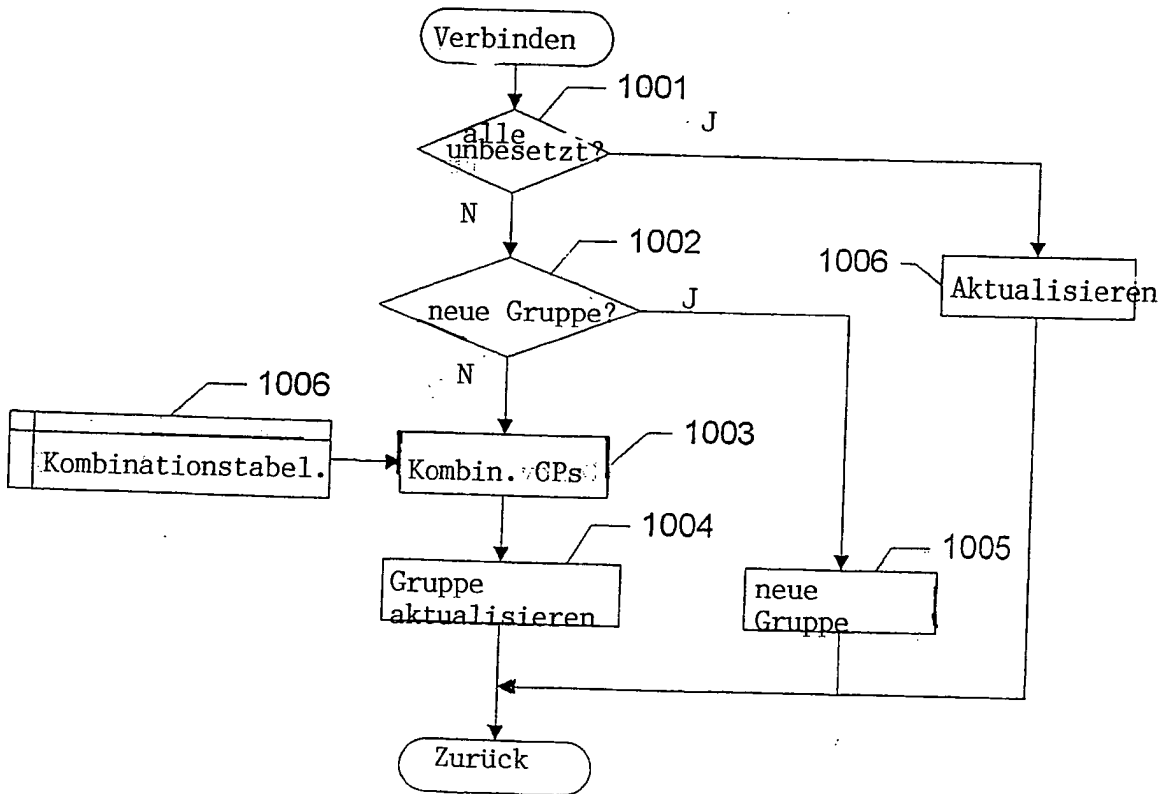 Verbinden
1001
J
alle
unbesetzt?
N
1002
1006
Aktualisieren
neue Gruppe?
J
N
1006
1003
Kombinationstabel.
Kombin. CPs
1004
1005
Gruppe
aktualisieren
neue
Gruppe
Zurück